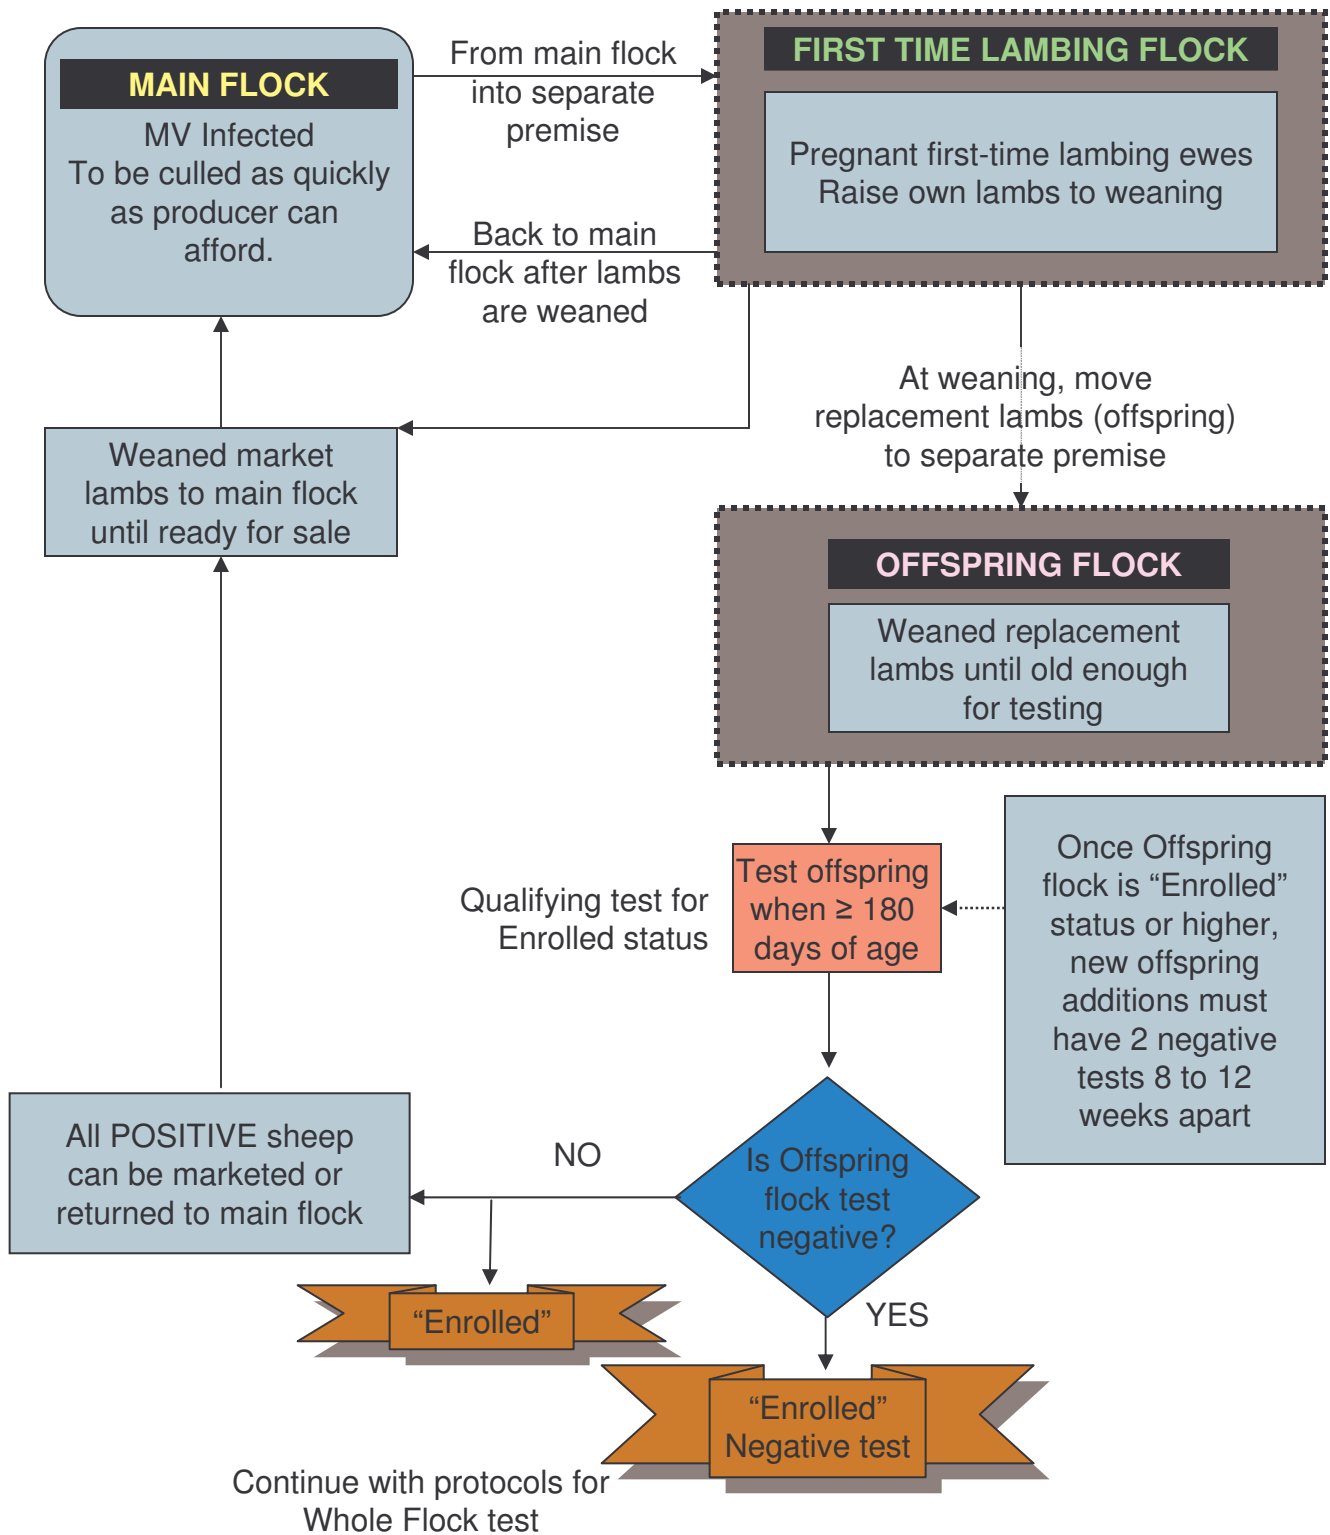 MAIN FLOCK
MV Infected
To be culled as quickly
as producer can
afford.
From main flock
into separate
premise
FIRST TIME LAMBING FLOCK
Pregnant first-time lambing ewes
Raise own lambs to weaning
Back to main
flock after lambs
are weaned
At weaning, move
replacement lambs (offspring)
to separate premise
Weaned market
lambs to main flock
until ready for sale
OFFSPRING FLOCK
Weaned replacement
lambs until old enough
for testing
Qualifying test for
Enrolled status
Test offspring
when ≥ 180
days of age
Once Offspring
flock is “Enrolled”
status or higher,
new offspring
additions must
have 2 negative
tests 8 to 12
weeks apart
All POSITIVE sheep
can be marketed or
returned to main flock
NO
Is Offspring
flock test
negative?
YES
“Enrolled”
“Enrolled”
Negative test
Continue with protocols for
Whole Flock test